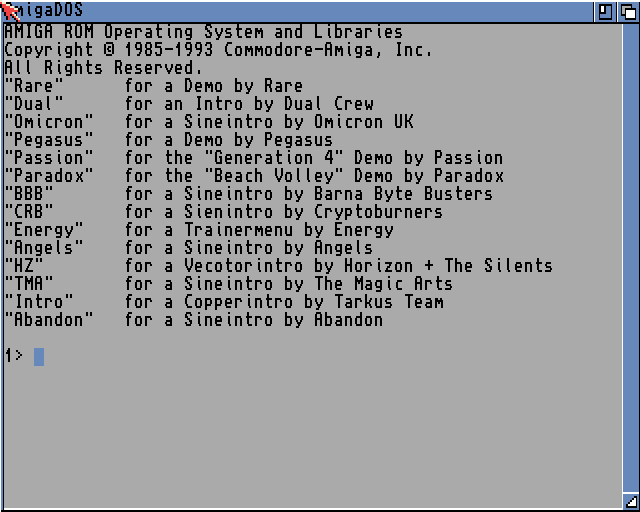 AmigaDOS
AMIGA ROM Operating System and Libraries
Copyright © 1985-1993 Commodore-Amiga, Inc.
All Rights Reserved.
"Rare" for a Demo by Rare
"Dual" for an Intro by Dual Crew
"Omicron" for a Sineintro by Omicron UK
"Pegasus" for a Demo by Pegasus
"Passion" for the "Generation 4" Demo by Passion
"Paradox" for the "Beach Volley" Demo by Paradox
"BBB" for a Sineintro by Barna Byte Busters
"CRB" for a Sienintro by Cryptoburners
"Energy" for a Trainermenu by Energy
"Angels" for a Sineintro by Angels
"HZ" for a Vecotorintro by Horizon + The Silents
"TMA" for a Sineintro by The Magic Arts
"Intro" for a Copperintro by Tarkus Team
"Abandon" for a Sineintro by Abandon
1>